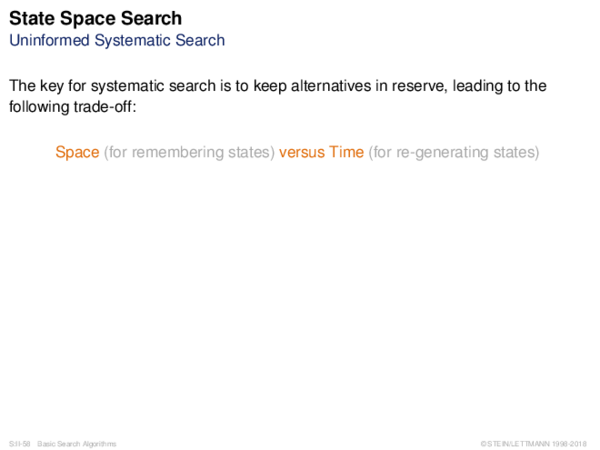 State Space Search
Uninformed Systematic Search
The key for systematic search is to keep alternatives in reserve, leading to the
following trade-off:
Space (for remembering states) versus Time (for re-generating states)
S:II-58 Basic Search Algorithms © STEIN/LETTMANN 1998-2018